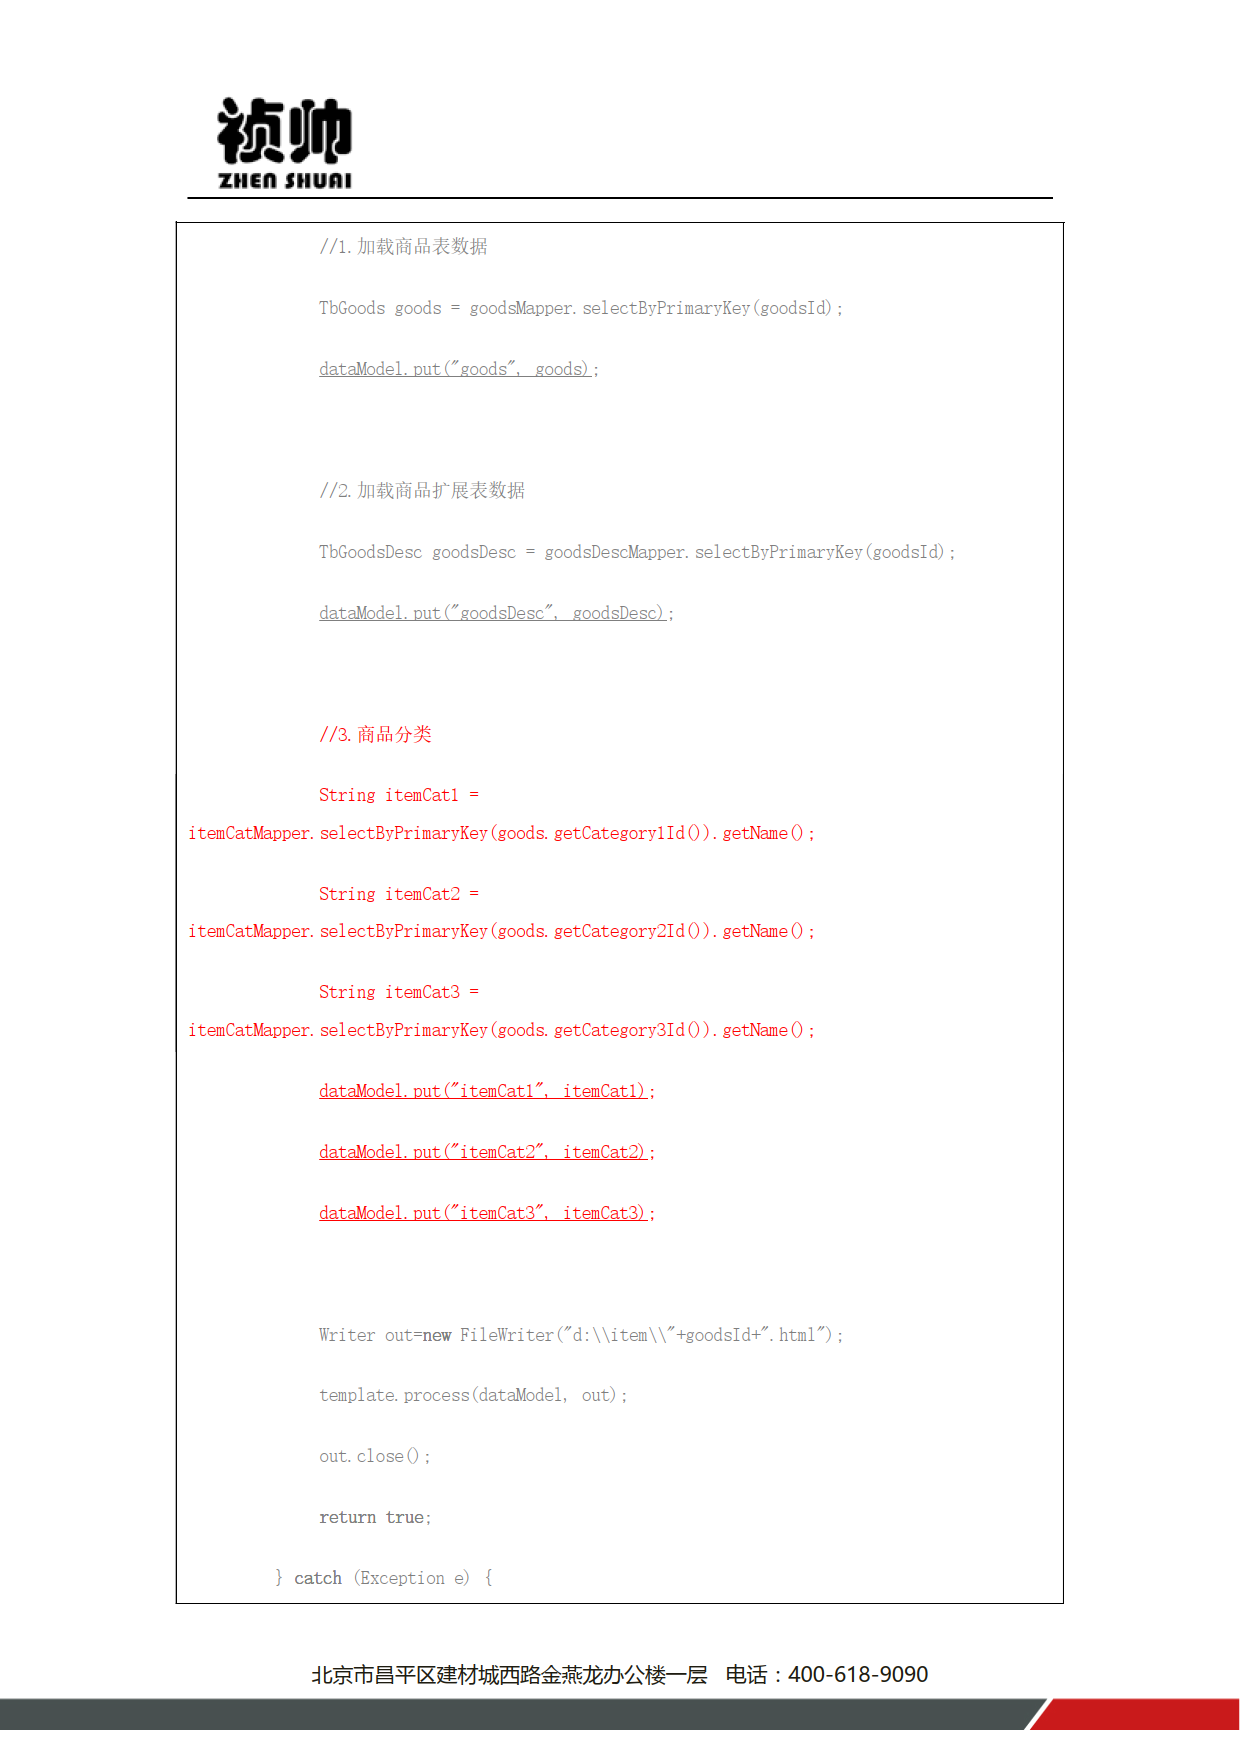 祯帅
ZHEN SHUAI
//1.加载商品表数据
TbGoods goods = goodsMapper.selectByPrimaryKey(goodsId);
dataModel.put("goods", goods);
//2.加载商品扩展表数据
TbGoodsDesc goodsDesc = goodsDescMapper.selectByPrimaryKey(goodsId);
dataModel.put("goodsDesc", goodsDesc);
//3.商品分类
String itemCat1 =
itemCatMapper.selectByPrimaryKey(goods.getCategory1Id()).getName();
String itemCat2 =
itemCatMapper.selectByPrimaryKey(goods.getCategory2Id()).getName();
String itemCat3 =
itemCatMapper.selectByPrimaryKey(goods.getCategory3Id()).getName();
dataModel.put("itemCat1", itemCat1);
dataModel.put("itemCat2", itemCat2);
dataModel.put("itemCat3", itemCat3);
Writer out=new FileWriter("d:\\item\\"+goodsId+".html");
template.process(dataModel, out);
out.close();
return true;
} catch (Exception e) {
北京市昌平区建材城西路金燕龙办公楼一层 电话：400-618-9090